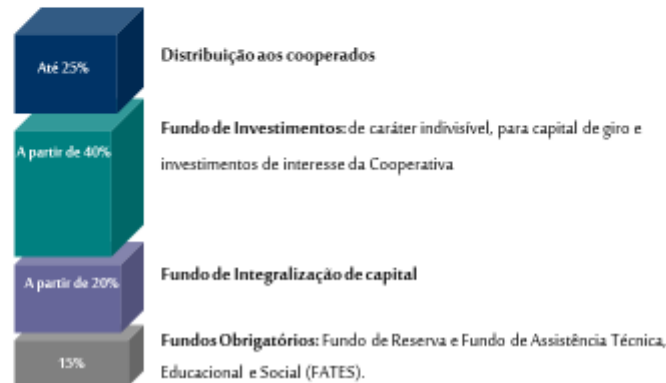 Até 25%
Distribuição aos cooperados
A partir de 40%
Fundo de Investimentos: de caráter indivisível, para capital de giro e
investimentos de interesse da Cooperativa
A partir de 20%
Fundo de Integralização de capital
15%
Fundos Obrigatórios: Fundo de Reserva e Fundo de Assistência Técnica,
Educacional e Social (FATES).